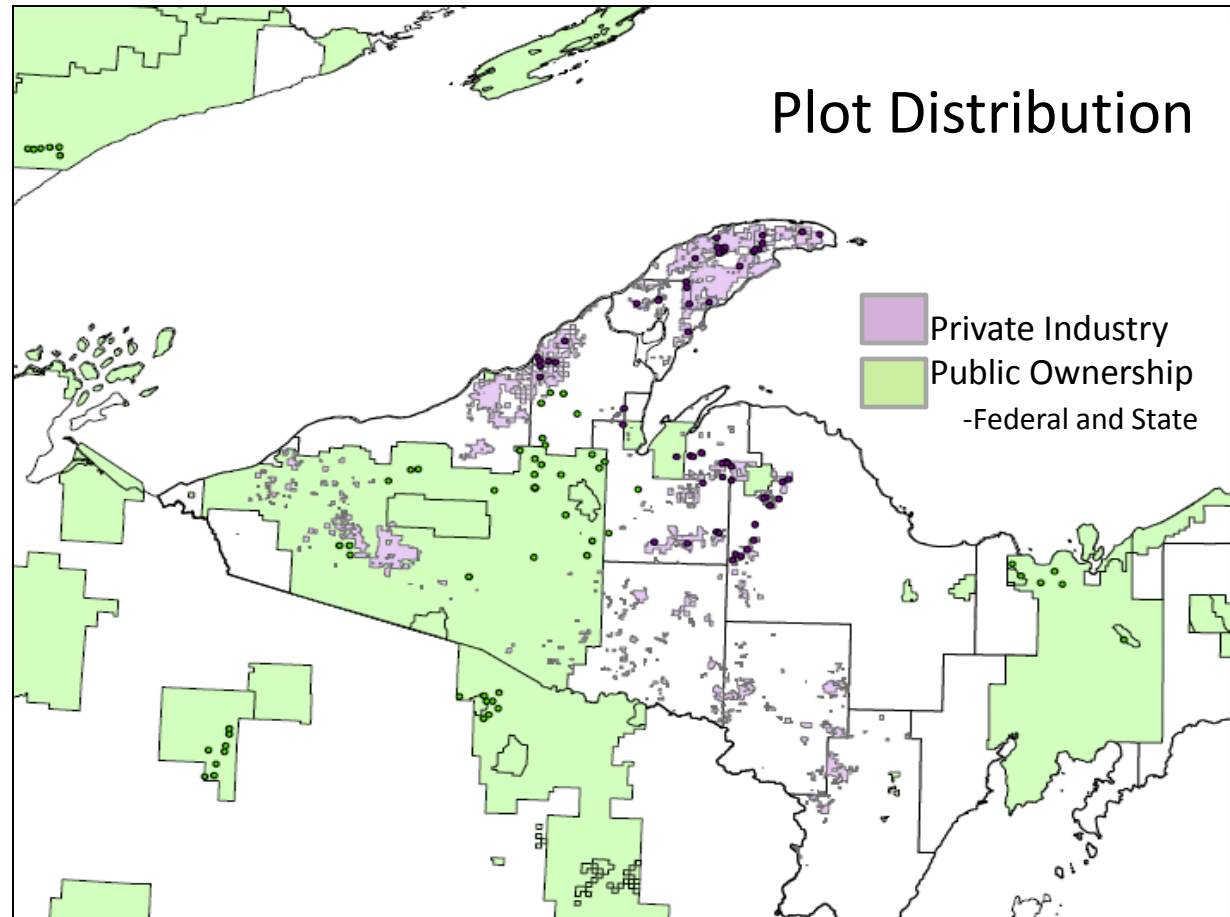 Plot Distribution
Private Industry
Public Ownership
-Federal and State